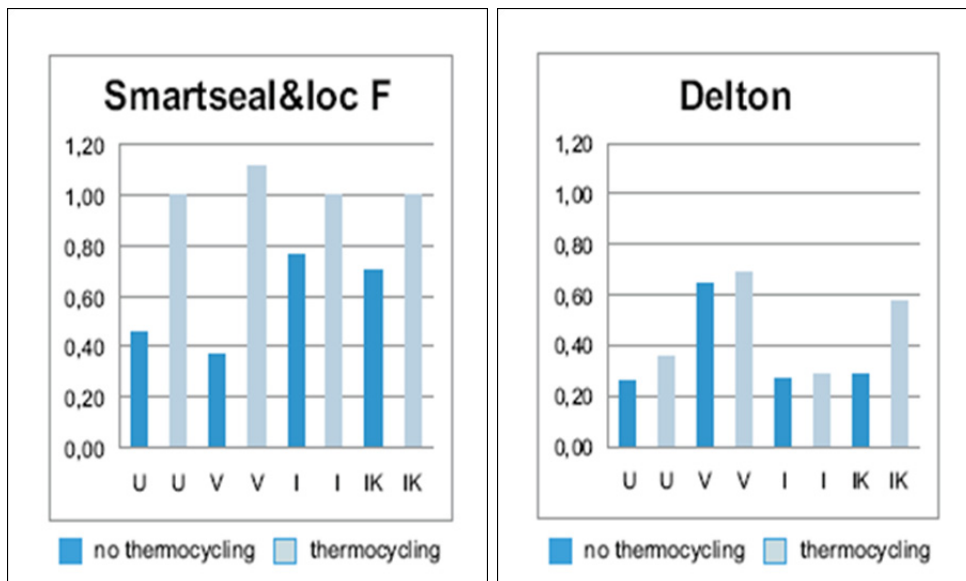 Smartseal&loc F
1,20
1,00
0,80
0,60
0,40
0,20
0,00
U U V V I I IK IK
no thermocycling thermocycling
Delton
1,20
1,00
0,80
0,60
0,40
0,20
0,00
U U V V I I IK IK
no thermocycling thermocycling